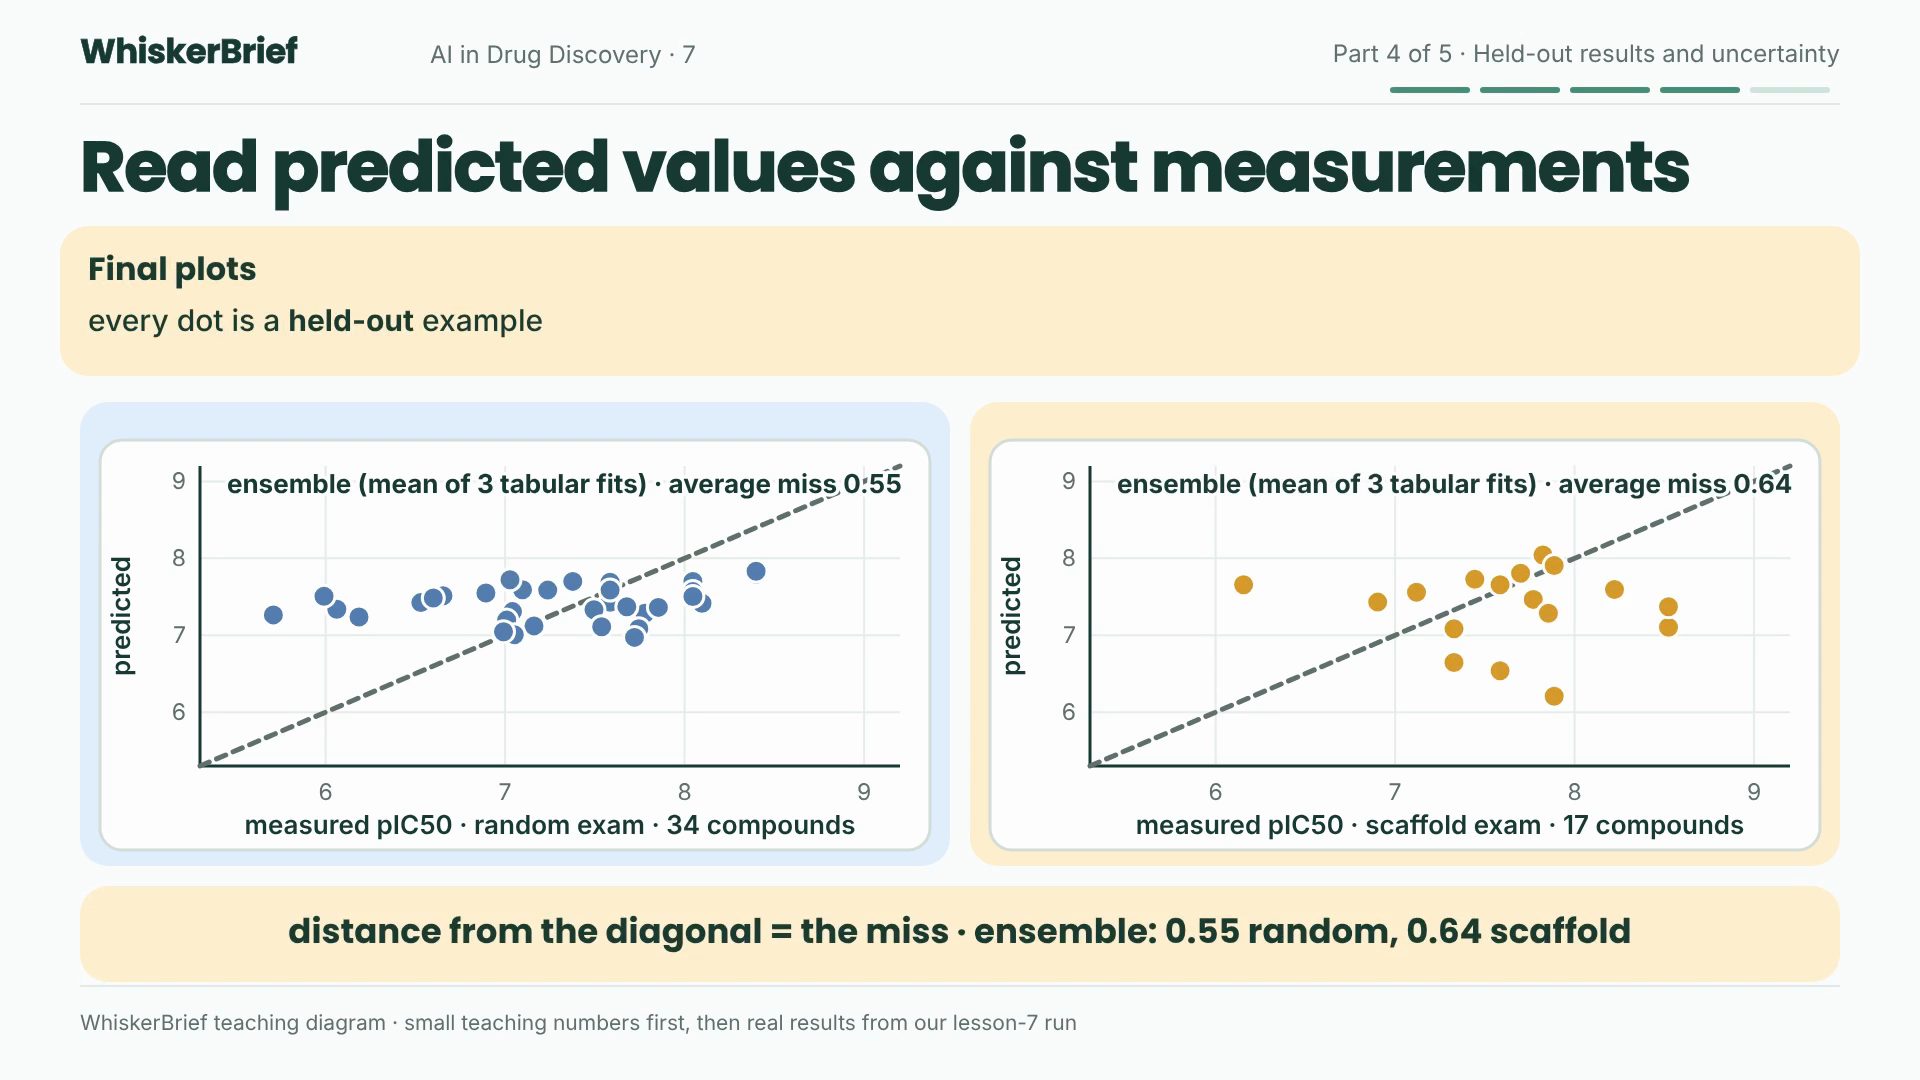 WhiskerBrief
AI in Drug Discovery · 7
Part 4 of 5 · Held-out results and uncertainty
Read predicted values against measurements
Final plots
every dot is a held-out example
ensemble (mean of 3 tabular fits) · average miss 0.55
9
8
7
6
predicted
6 7 8 9
measured pIC50 · random exam · 34 compounds
ensemble (mean of 3 tabular fits) · average miss 0.64
9
8
7
6
predicted
6 7 8 9
measured pIC50 · scaffold exam · 17 compounds
distance from the diagonal = the miss · ensemble: 0.55 random, 0.64 scaffold
WhiskerBrief teaching diagram · small teaching numbers first, then real results from our lesson-7 run